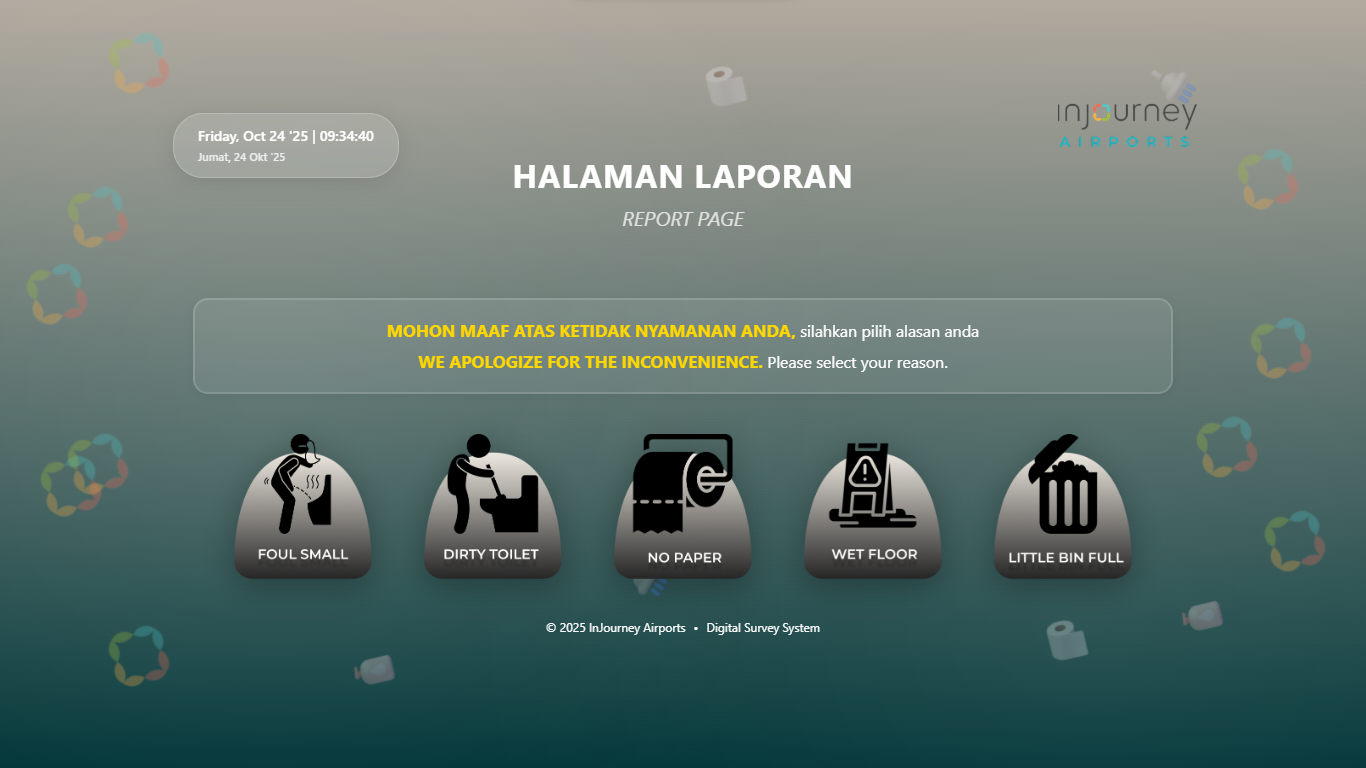 Friday, Oct 24 '25 | 09:34:40
Jumat, 24 Okt '25
injourney
AIRPORTS
HALAMAN LAPORAN
REPORT PAGE
MOHON MAAF ATAS KETIDAK NYAMANAN ANDA, silahkan pilih alasan anda
WE APOLOGIZE FOR THE INCONVENIENCE. Please select your reason.
FOUL SMALL
DIRTY TOILET
NO PAPER
WET FLOOR
LITTLE BIN FULL
© 2025 InJourney Airports • Digital Survey System